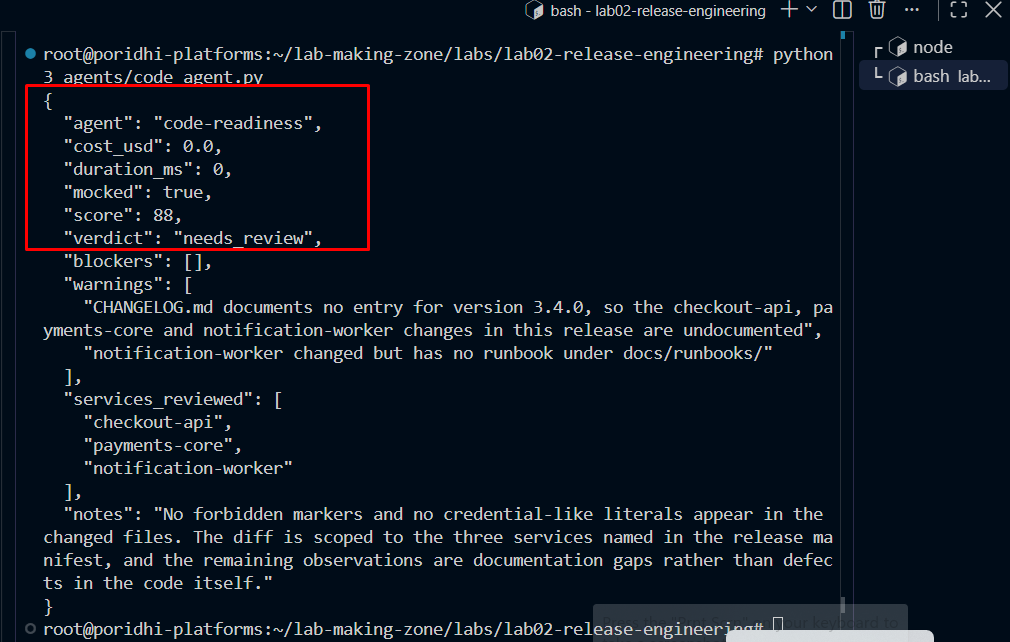 bash - lab02-release-engineering
node
bash lab...
root@poridhi-platforms:~/lab-making-zone/labs/lab02-release-engineering# python
3 agents/code_agent.py
{
"agent": "code-readiness",
"cost_usd": 0.0,
"duration_ms": 0,
"mocked": true,
"score": 88,
"verdict": "needs_review",
"blockers": [],
"warnings": [
"CHANGELOG.md documents no entry for version 3.4.0, so the checkout-api, pa
yments-core and notification-worker changes in this release are undocumented",
"notification-worker changed but has no runbook under docs/runbooks/"
],
"services_reviewed": [
"checkout-api",
"payments-core",
"notification-worker"
],
"notes": "No forbidden markers and no credential-like literals appear in the
changed files. The diff is scoped to the three services named in the release ma
nifest, and the remaining observations are documentation gaps rather than defec
ts in the code itself."
}
root@poridhi-platforms:~/lab-making-zone/labs/lab02-release-engineering#